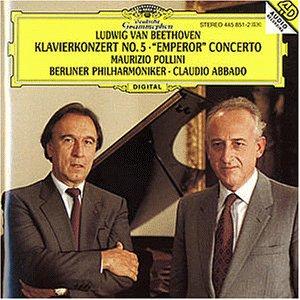 Deutsche
Grammophon
STEREO 445 851-2
LUDWIG VAN BEETHOVEN
KLAVIERKONZERT NO. 5 · "EMPEROR" CONCERTO
MAURIZIO POLLINI
BERLINER PHILHARMONIKER · CLAUDIO ABBADO
DIGITAL
4D
AUDIO